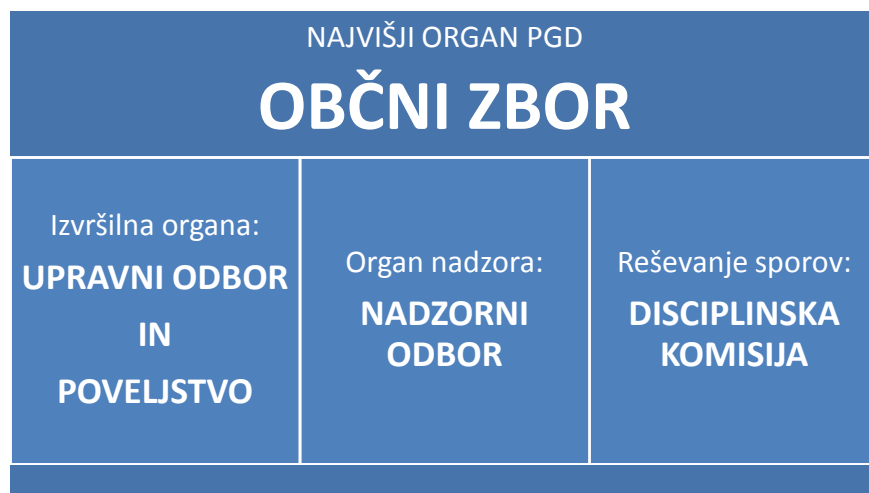 NAJVIŠJI ORGAN PGD
OBČNI ZBOR
Izvršilna organa:
UPRAVNI ODBOR
IN
POVELJSTVO
Organ nadzora:
NADZORNI
ODBOR
Reševanje sporov:
DISCIPLINSKA
KOMISIJA